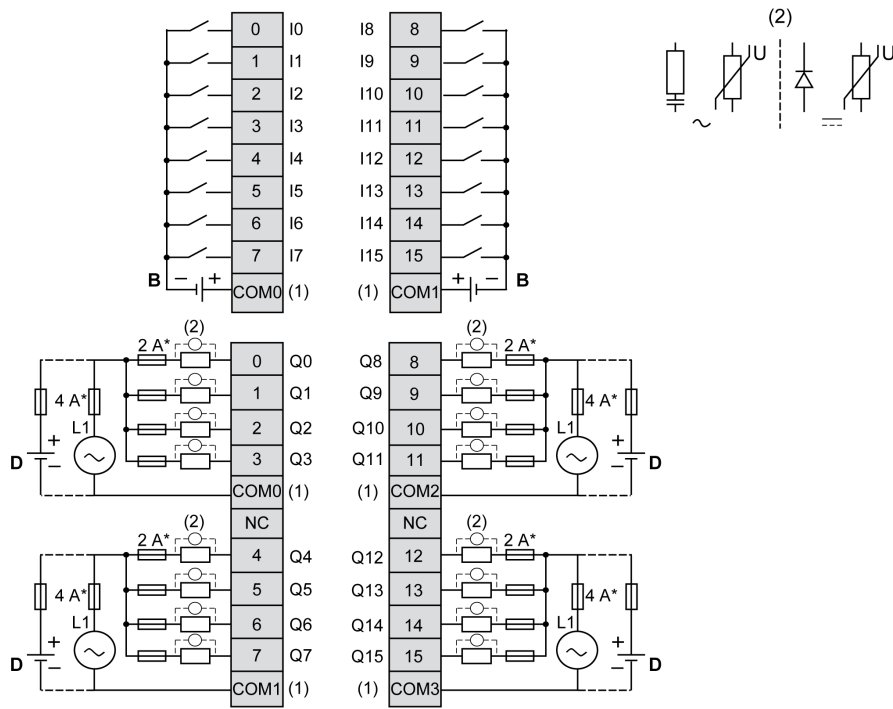 (2)
U U
0 I0 I8 8
1 I1 I9 9
2 I2 I10 10
3 I3 I11 11
4 I4 I12 12
5 I5 I13 13
6 I6 I14 14
7 I7 I15 15
B − + COM0 (1) (1) COM1 + − B
(2) (2)
2 A* 0 Q0 Q8 8 2 A*
4 A* 1 Q1 Q9 9 4 A*
L1 2 Q2 Q10 10 L1
D + − 3 Q3 Q11 11 + − D
COM0 (1) (1) COM2
NC NC
(2) (2)
2 A* 4 Q4 Q12 12 2 A*
4 A* 5 Q5 Q13 13 4 A*
L1 6 Q6 Q14 14 L1
D + − 7 Q7 Q15 15 + − D
COM1 (1) (1) COM3